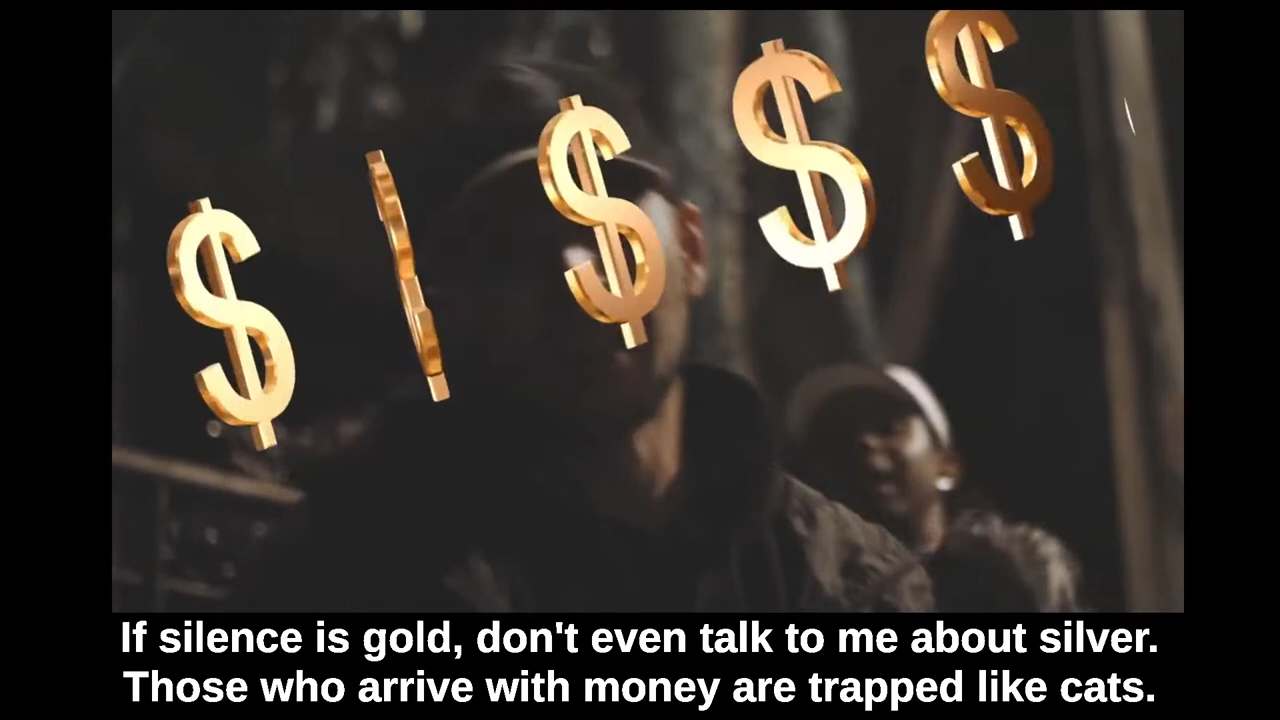 If silence is gold, don't even talk to me about silver.
Those who arrive with money are trapped like cats.